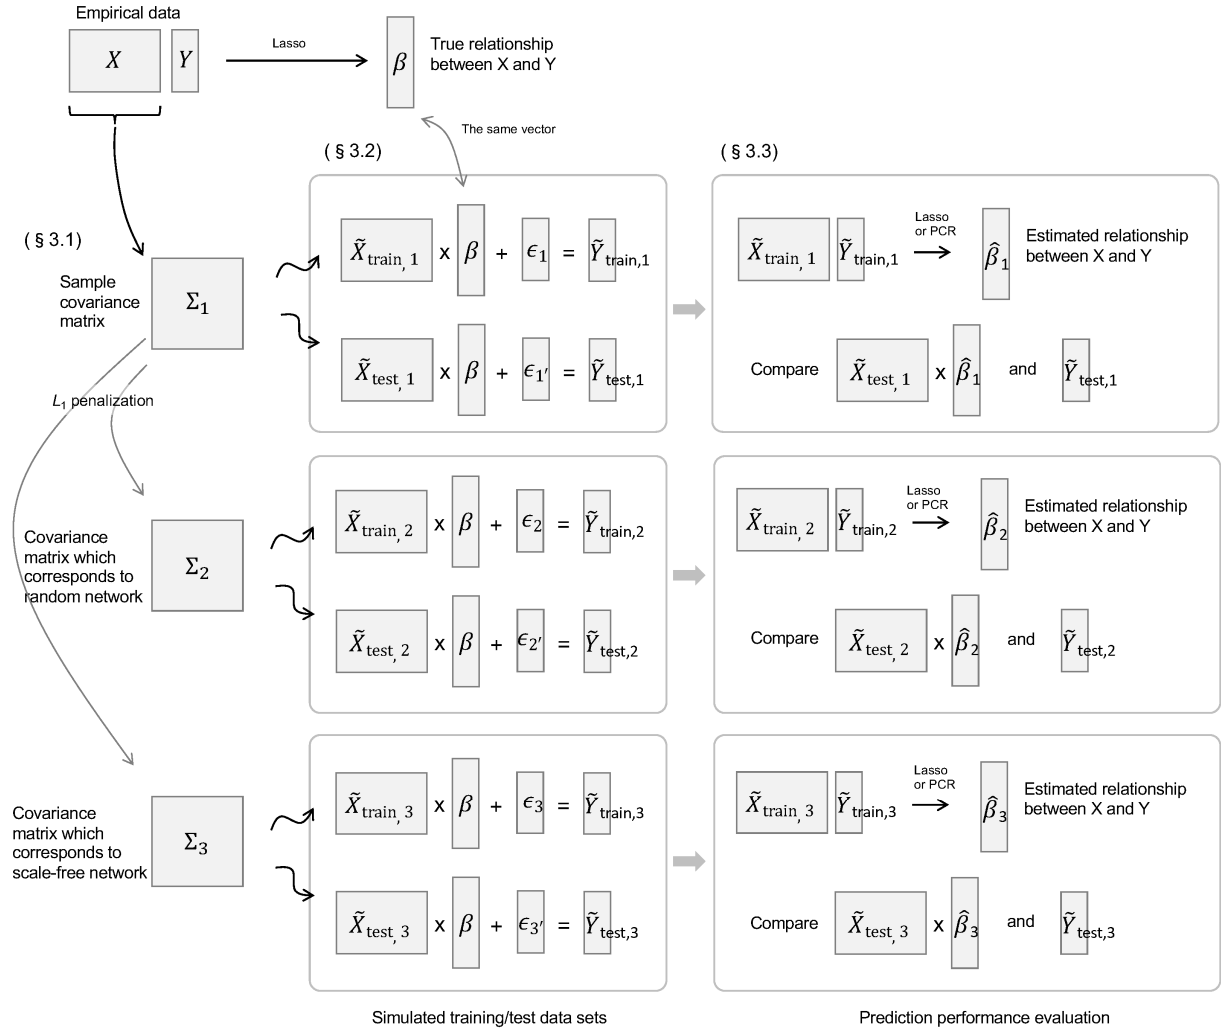 Empirical data
X Y
Lasso
β
True relationship
between X and Y
The same vector
( § 3.1)
Sample
covariance
matrix
Σ₁
L₁ penalization
Covariance
matrix which
corresponds to
random network
Σ₂
Covariance
matrix which
corresponds to
scale-free network
Σ₃
( § 3.2)
X̃train, 1 x β + ϵ₁ = Ỹtrain,1
X̃test, 1 x β + ϵ₁′ = Ỹtest,1
X̃train, 2 x β + ϵ₂ = Ỹtrain,2
X̃test, 2 x β + ϵ₂′ = Ỹtest,2
X̃train, 3 x β + ϵ₃ = Ỹtrain,3
X̃test, 3 x β + ϵ₃′ = Ỹtest,3
Simulated training/test data sets
( § 3.3)
X̃train, 1 Ỹtrain,1
Lasso
or PCR
β̂₁
Estimated relationship
between X and Y
Compare X̃test, 1 x β̂₁ and Ỹtest,1
X̃train, 2 Ỹtrain,2
Lasso
or PCR
β̂₂
Estimated relationship
between X and Y
Compare X̃test, 2 x β̂₂ and Ỹtest,2
X̃train, 3 Ỹtrain,3
Lasso
or PCR
β̂₃
Estimated relationship
between X and Y
Compare X̃test, 3 x β̂₃ and Ỹtest,3
Prediction performance evaluation